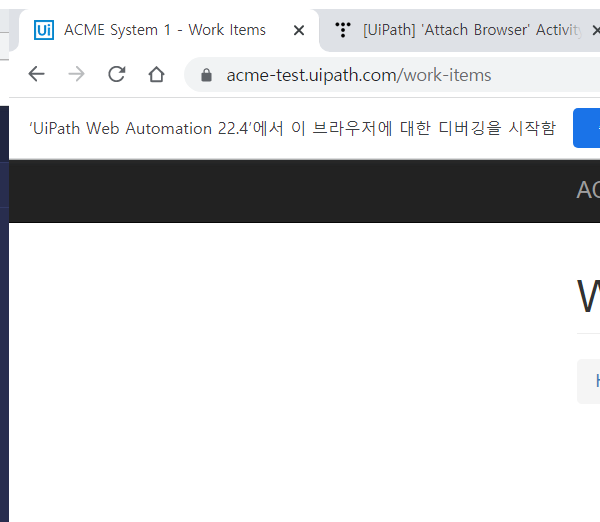 Ui ACME System 1 - Work Items [UiPath] 'Attach Browser' Activity
acme-test.uipath.com/work-items
'UiPath Web Automation 22.4'에서 이 브라우저에 대한 디버깅을 시작함